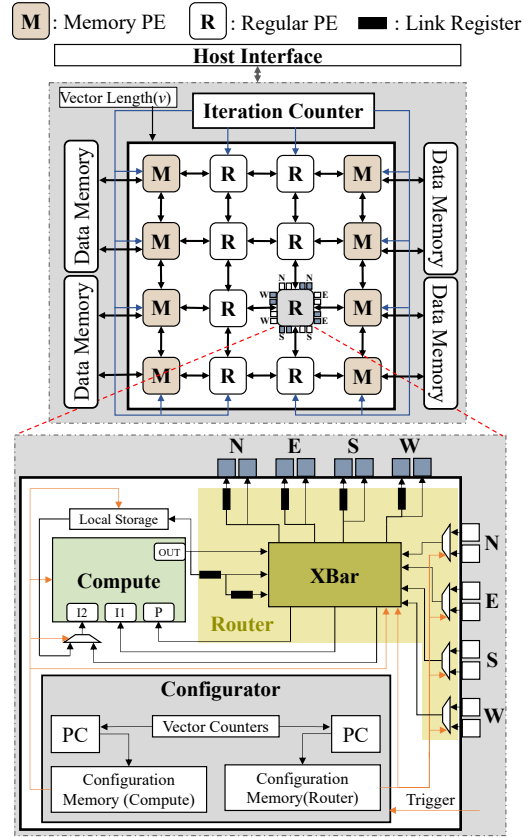 M : Memory PE R : Regular PE : Link Register
Host Interface
Vector Length(v)
Iteration Counter
Data Memory
Data Memory
Data Memory
Data Memory
M R R M
M R R M
N N
W E
M R R M
W E
S S
M R R M
N E S W
Local Storage
OUT
Compute
XBar
I2 I1 P
Router
N
E
S
W
Configurator
PC Vector Counters PC
Configuration
Memory (Compute)
Configuration
Memory(Router)
Trigger